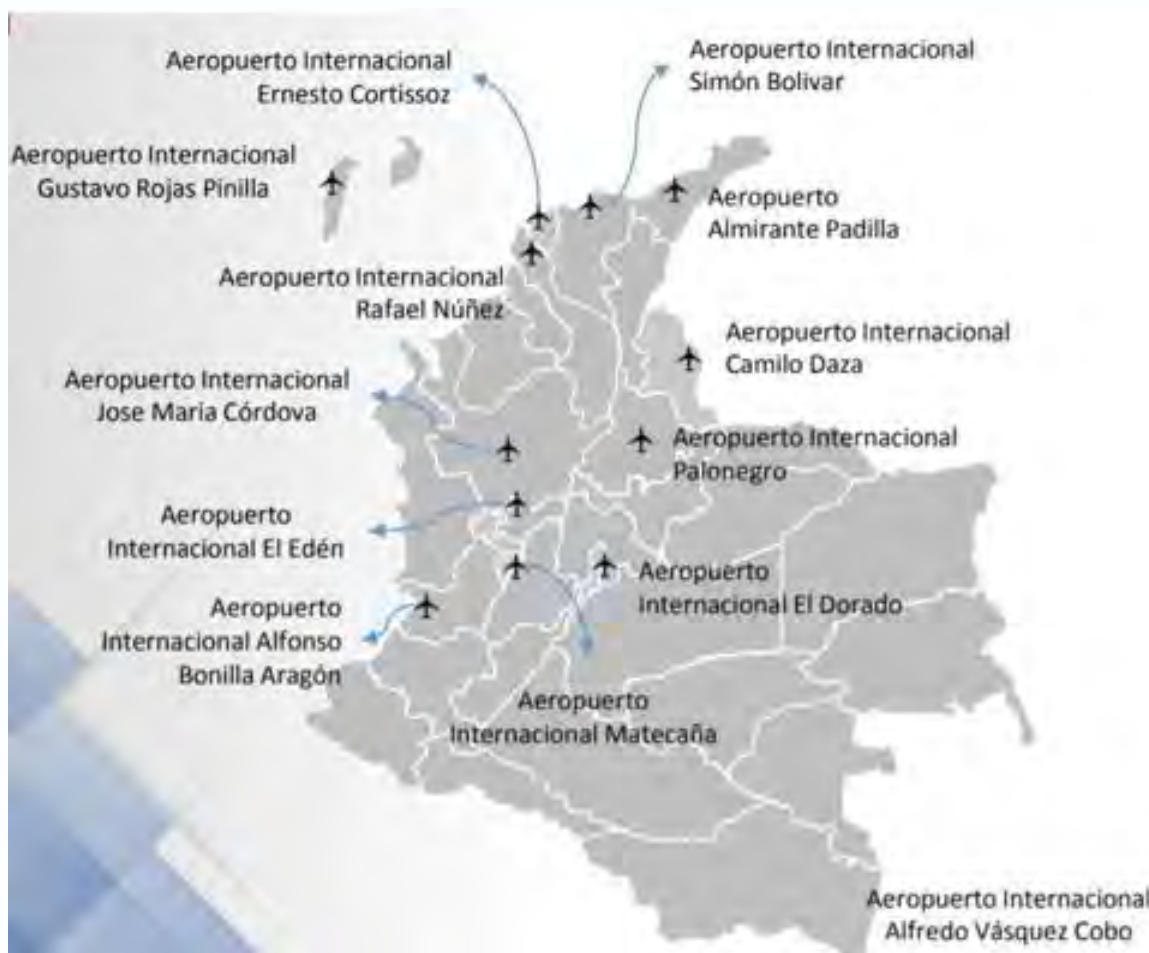 Aeropuerto Internacional
Ernesto Cortissoz
Aeropuerto Internacional
Simón Bolivar
Aeropuerto Internacional
Gustavo Rojas Pinilla
Aeropuerto
Almirante Padilla
Aeropuerto Internacional
Rafael Núñez
Aeropuerto Internacional
Camilo Daza
Aeropuerto Internacional
Jose María Córdova
Aeropuerto Internacional
Palonegro
Aeropuerto
Internacional El Edén
Aeropuerto
Internacional El Dorado
Aeropuerto
Internacional Alfonso
Bonilla Aragón
Aeropuerto
Internacional Matecaña
Aeropuerto Internacional
Alfredo Vásquez Cobo